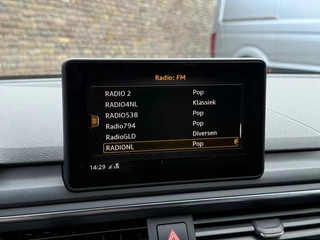 Radio: FM
RADIO 2 Pop
RADIO4NL Klassiek
RADIO538 Pop
Radio794 Pop
RadioGLD Diversen
RADIONL Pop
14:29